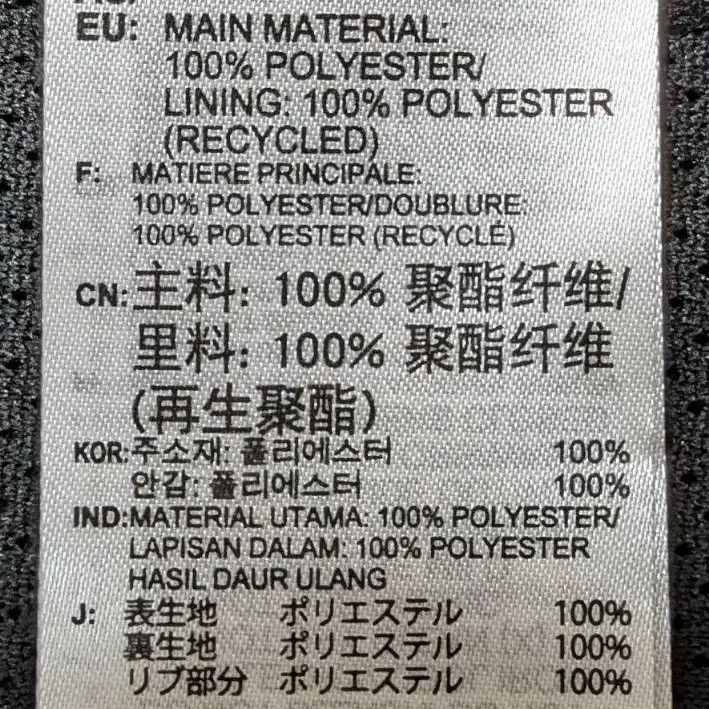 EU: MAIN MATERIAL:
100% POLYESTER/
LINING: 100% POLYESTER
(RECYCLED)
F: MATIERE PRINCIPALE:
100% POLYESTER/DOUBLURE:
100% POLYESTER (RECYCLÉ)
CN: 主料: 100% 聚酯纤维/
里料: 100% 聚酯纤维
(再生聚酯)
KOR: 주소재: 폴리에스터 100%
안감: 폴리에스터 100%
IND: MATERIAL UTAMA: 100% POLYESTER/
LAPISAN DALAM: 100% POLYESTER
HASIL DAUR ULANG
J: 表生地 ポリエステル 100%
裏生地 ポリエステル 100%
リブ部分 ポリエステル 100%